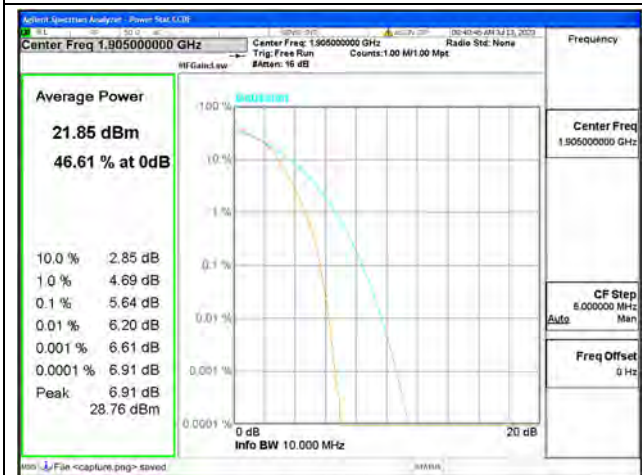 Agilent Spectrum Analyzer - Power Stat CCDF
Center Freq 1.905000000 GHz
Center Freq: 1.905000000 GHz
Radio Std: None
Trig: Free Run
Counts:1.00 M/1.00 Mpt
#IFGain:Low
#Atten: 16 dB
Frequency
Average Power
21.85 dBm
46.61 % at 0dB
10.0 % 2.85 dB
1.0 % 4.69 dB
0.1 % 5.64 dB
0.01 % 6.20 dB
0.001 % 6.61 dB
0.0001 % 6.91 dB
Peak 6.91 dB
28.76 dBm
Gaussian
100 %
10 %
1 %
0.1 %
0.01 %
0.001 %
0.0001 %
0 dB
20 dB
Info BW 10.000 MHz
Center Freq
1.905000000 GHz
CF Step
Auto Man
Freq Offset
0 Hz
MSG File <capture.png> saved
STATUS